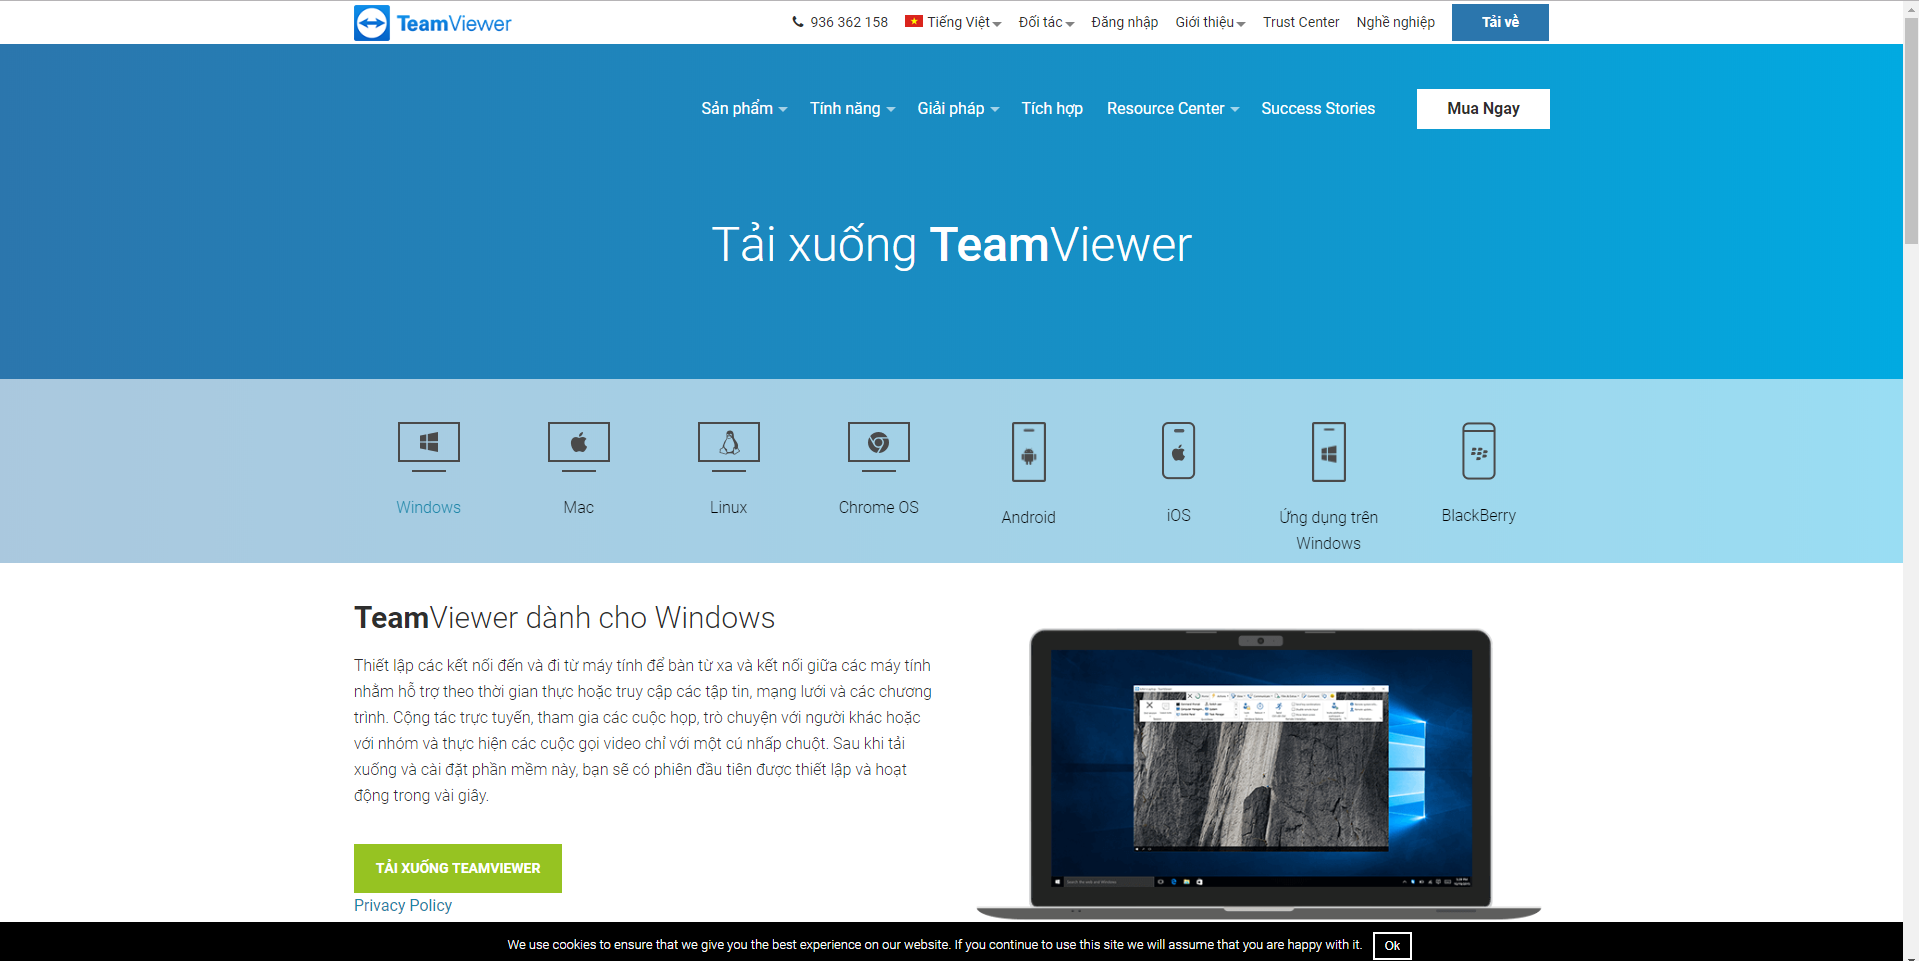 TeamViewer
936 362 158 Tiếng Việt Đối tác Đăng nhập Giới thiệu Trust Center Nghề nghiệp Tải về
Sản phẩm Tính năng Giải pháp Tích hợp Resource Center Success Stories Mua Ngay
Tải xuống TeamViewer
Windows Mac Linux Chrome OS Android iOS Ứng dụng trên Windows BlackBerry
TeamViewer dành cho Windows
Thiết lập các kết nối đến và đi từ máy tính để bàn từ xa và kết nối giữa các máy tính
nhằm hỗ trợ theo thời gian thực hoặc truy cập các tập tin, mạng lưới và các chương
trình. Cộng tác trực tuyến, tham gia các cuộc họp, trò chuyện với người khác hoặc
với nhóm và thực hiện các cuộc gọi video chỉ với một cú nhấp chuột. Sau khi tải
xuống và cài đặt phần mềm này, bạn sẽ có phiên đầu tiên được thiết lập và hoạt
động trong vài giây.
TẢI XUỐNG TEAMVIEWER
Privacy Policy
We use cookies to ensure that we give you the best experience on our website. If you continue to use this site we will assume that you are happy with it. Ok